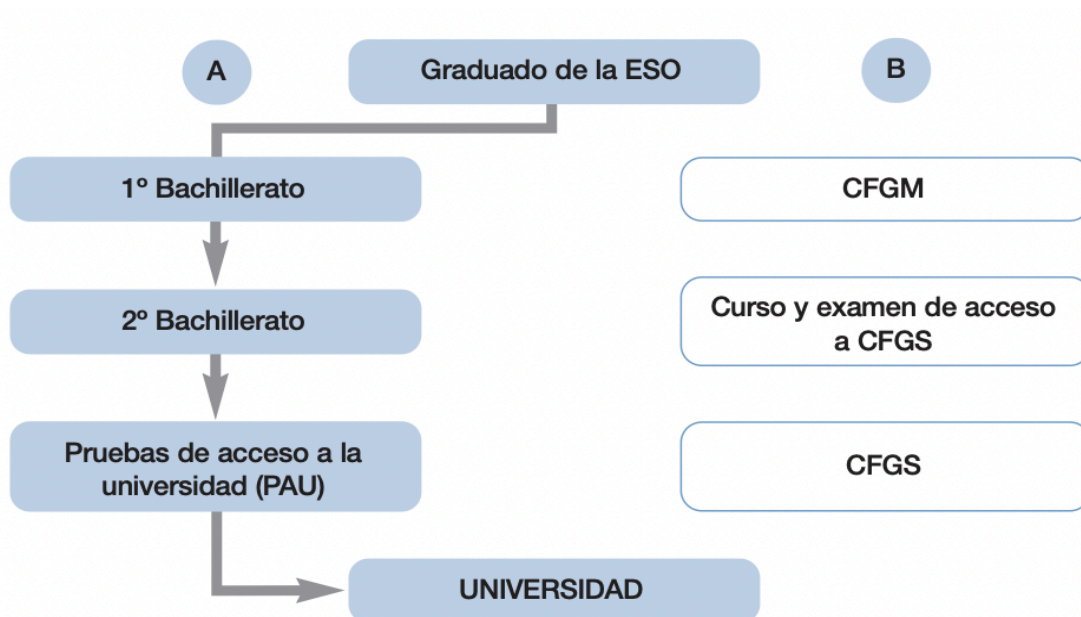 A
Graduado de la ESO
B
1º Bachillerato
CFGM
2º Bachillerato
Curso y examen de acceso
a CFGS
Pruebas de acceso a la
universidad (PAU)
CFGS
UNIVERSIDAD